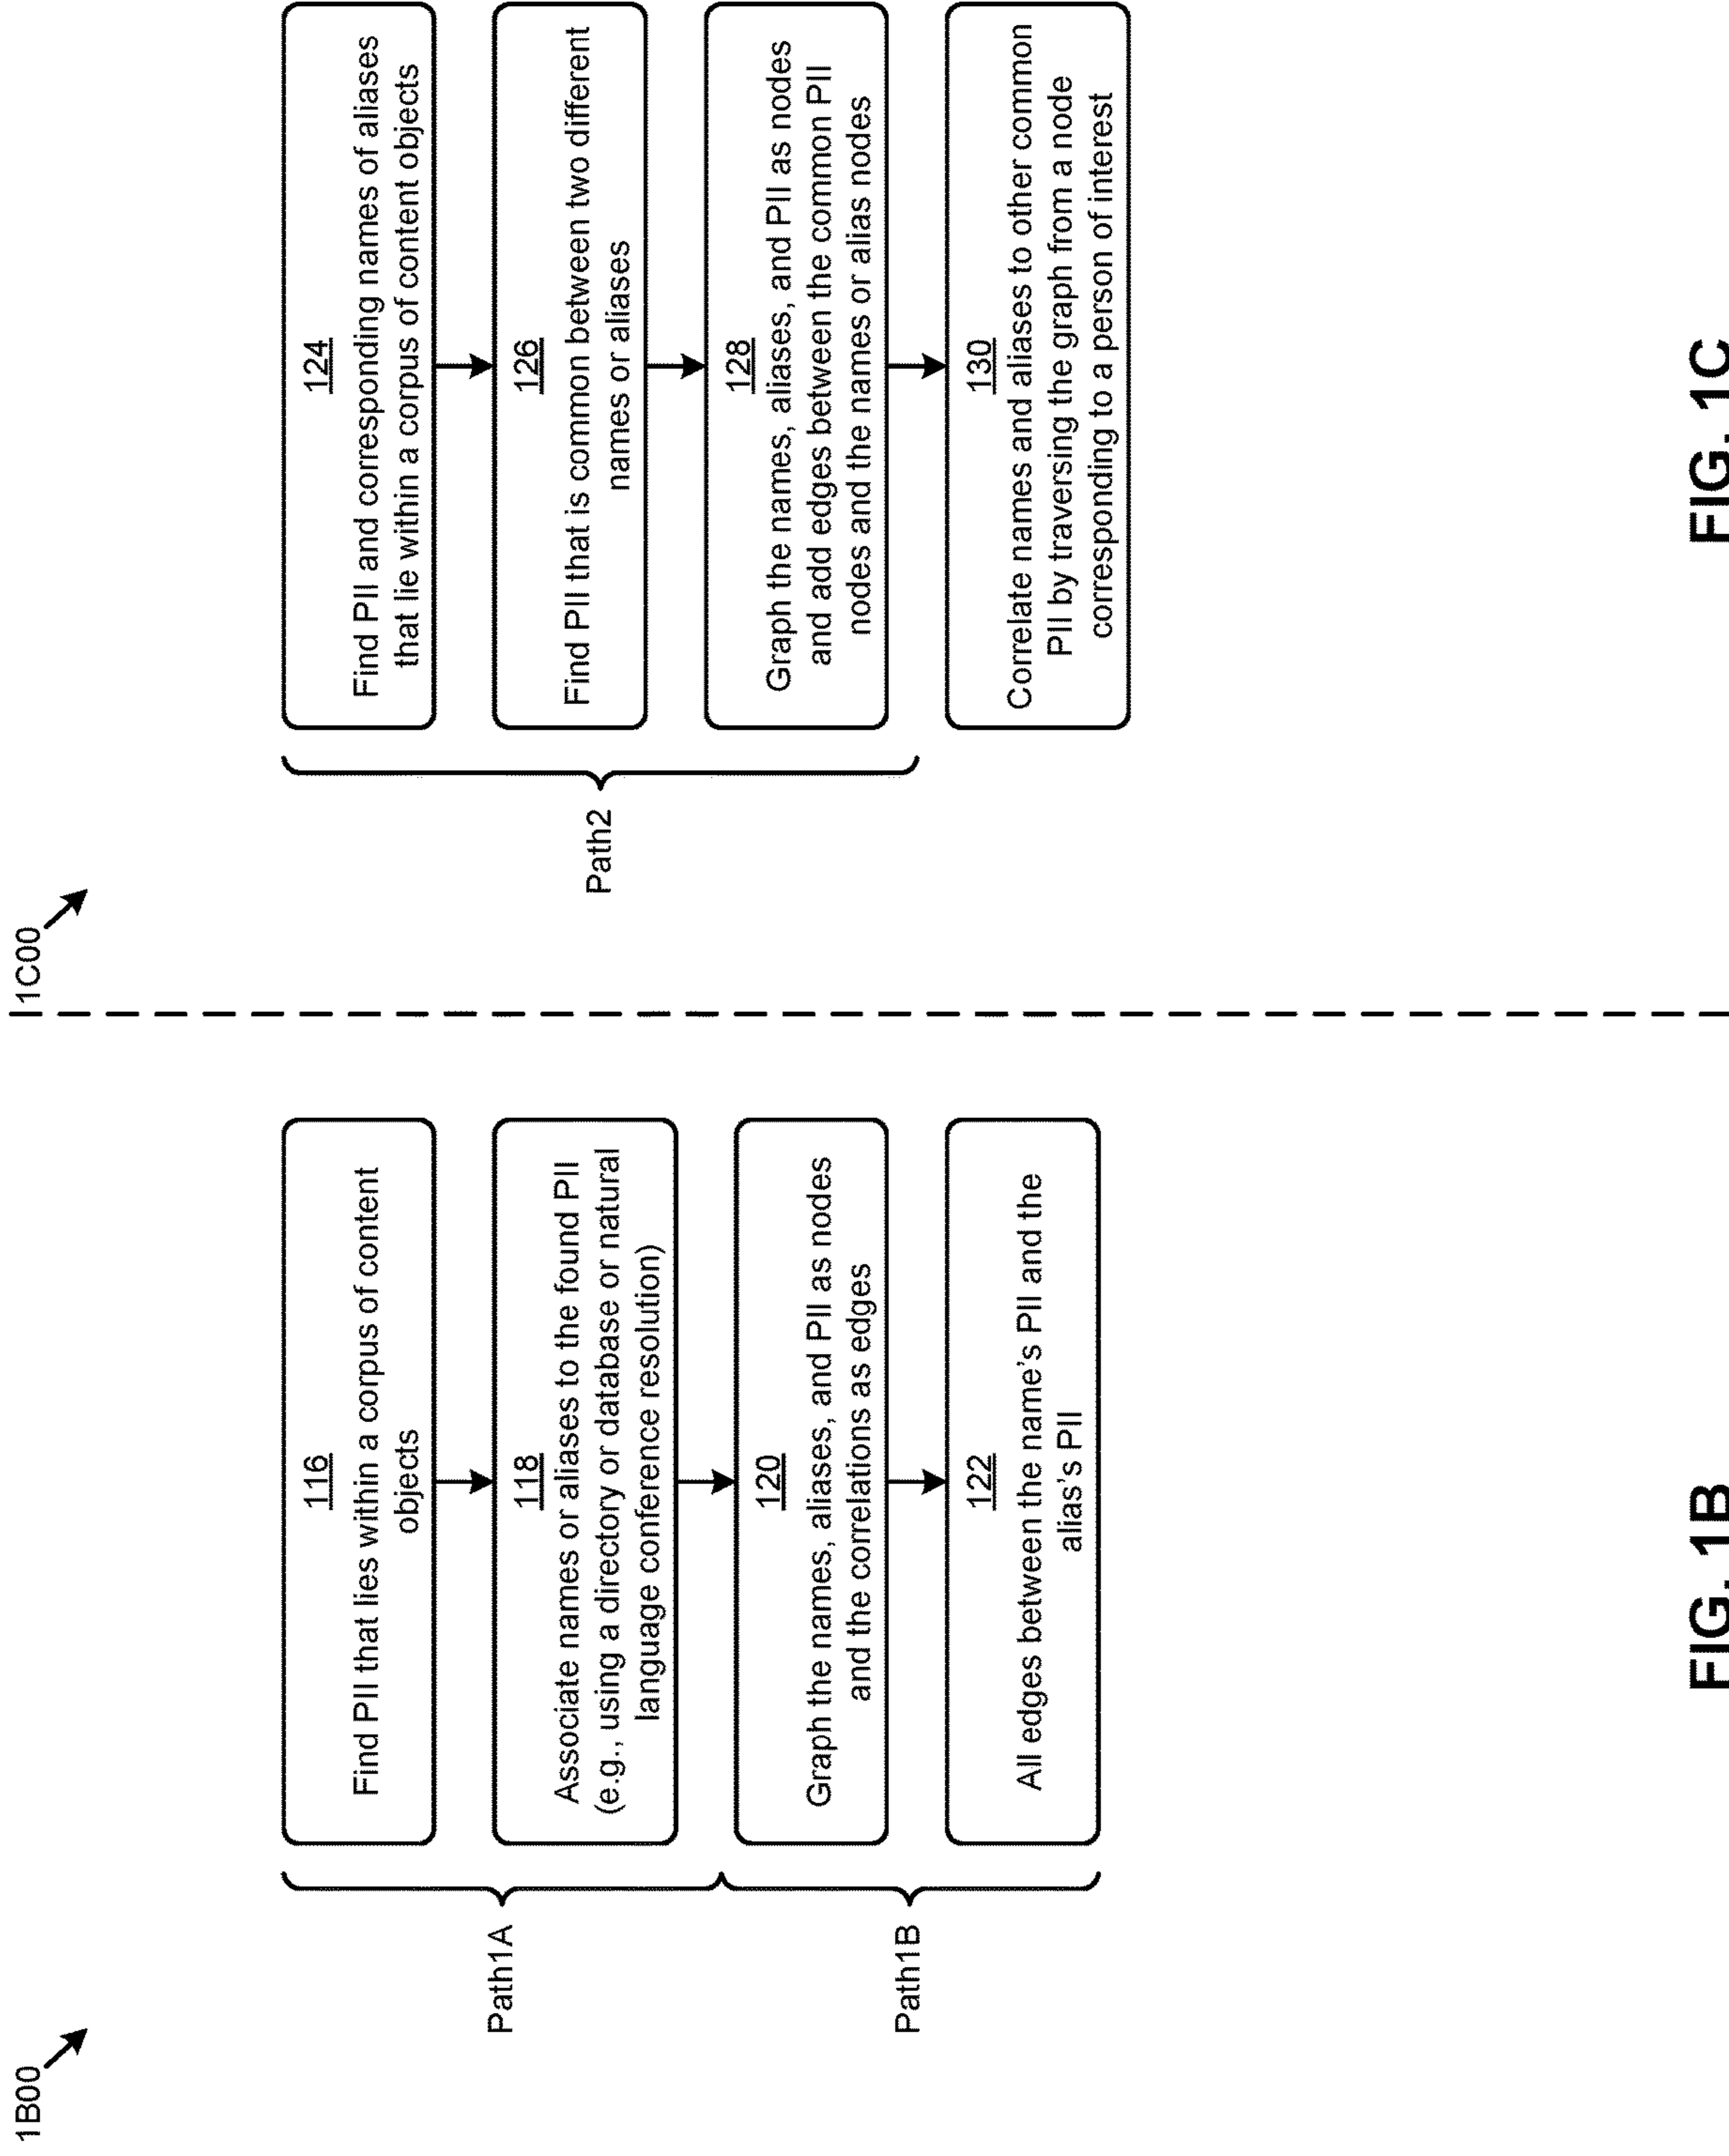 1B00
116
Find PII that lies within a corpus of content
objects
118
Associate names or aliases to the found PII
(e.g., using a directory or database or natural
language conference resolution)
120
Graph the names, aliases, and PII as nodes
and the correlations as edges
122
All edges between the name's PII and the
alias's PII
Path1A
Path1B
FIG. 1B
1C00
124
Find PII and corresponding names of aliases
that lie within a corpus of content objects
126
Find PII that is common between two different
names or aliases
128
Graph the names, aliases, and PII as nodes
and add edges between the common PII
nodes and the names or alias nodes
130
Correlate names and aliases to other common
PII by traversing the graph from a node
corresponding to a person of interest
Path2
FIG. 1C